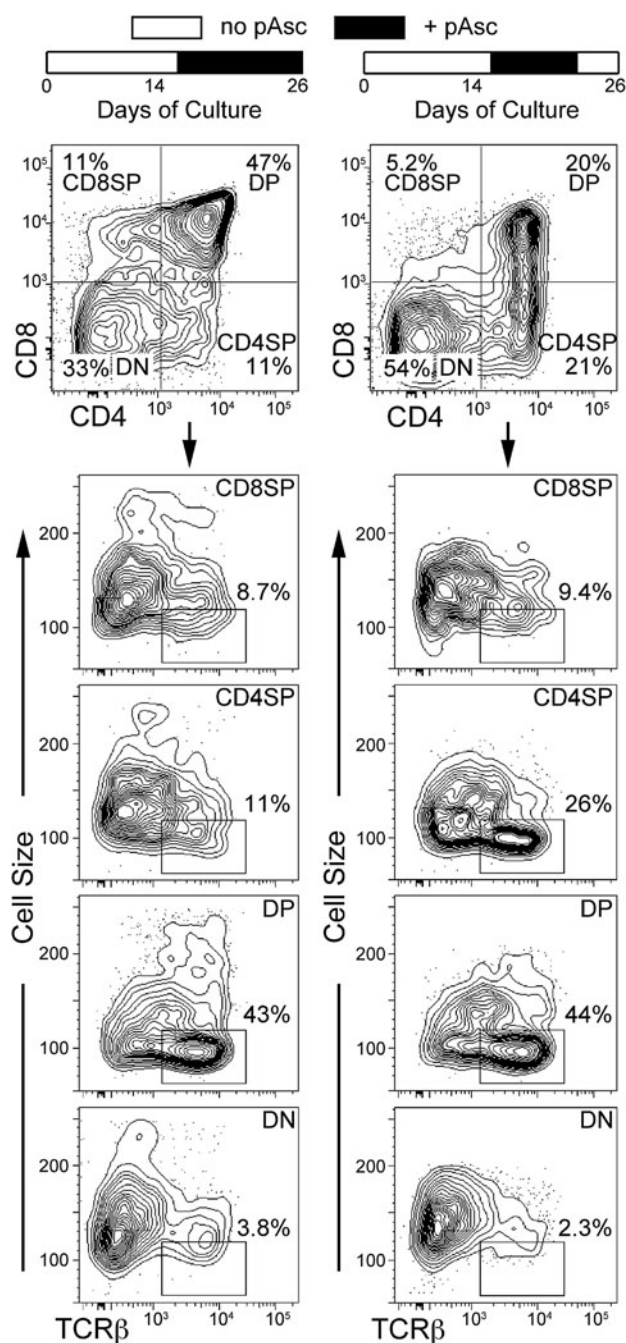 no pAsc + pAsc
0 14 26 0 14 26
Days of Culture Days of Culture
10⁵ 11% 47% 10⁵ 5.2% 20%
CD8SP DP CD8SP DP
10⁴ 10⁴
10³ 10³
CD8 CD8
CD4SP CD4SP
33% DN 11% 54% DN 21%
10³ 10⁴ 10⁵ 10³ 10⁴ 10⁵
CD4 CD4
CD8SP CD8SP
200 200
8.7% 9.4%
100 100
CD4SP CD4SP
200 200
11% 26%
100 100
Cell Size Cell Size
DP DP
200 200
43% 44%
100 100
DN DN
200 200
3.8% 2.3%
100 100
10³ 10⁴ 10⁵ 10³ 10⁴ 10⁵
TCRβ TCRβ